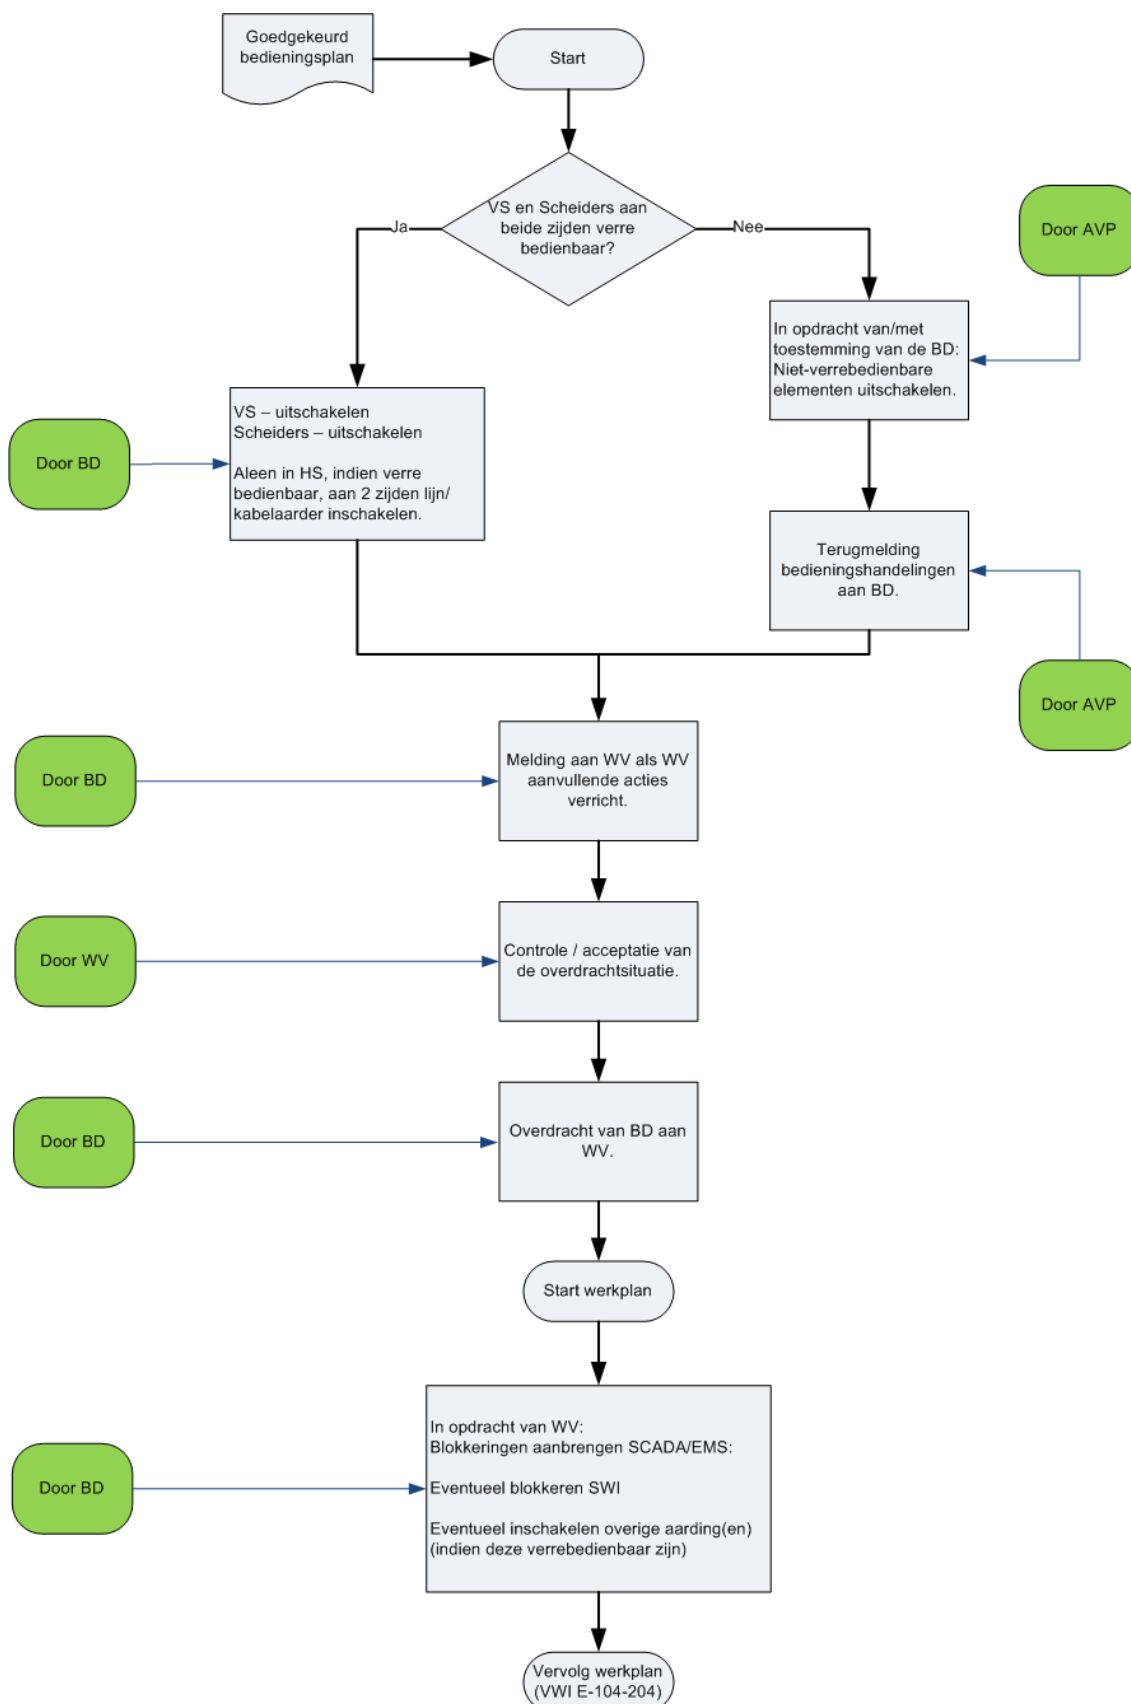 Goedgekeurd
bedieningsplan
Start
VS en Scheiders aan
beide zijden verre
bedienbaar?
Ja
Nee
Door AVP
In opdracht van/met
toestemming van de BD:
Niet-verrebedienbare
elementen uitschakelen.
VS – uitschakelen
Scheiders – uitschakelen
Aleen in HS, indien verre
bedienbaar, aan 2 zijden lijn/
kabelaarder inschakelen.
Door BD
Terugmelding
bedieningshandelingen
aan BD.
Door AVP
Door BD
Melding aan WV als WV
aanvullende acties
verricht.
Door WV
Controle / acceptatie van
de overdrachtsituatie.
Door BD
Overdracht van BD aan
WV.
Start werkplan
Door BD
In opdracht van WV:
Blokkeringen aanbrengen SCADA/EMS:
Eventueel blokkeren SWI
Eventueel inschakelen overige aarding(en)
(indien deze verrebedienbaar zijn)
Vervolg werkplan
(VWI E-104-204)